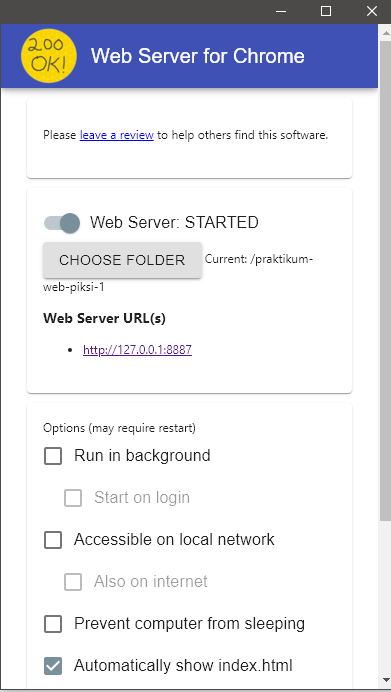 200
OK!
Web Server for Chrome
Please leave a review to help others find this software.
Web Server: STARTED
CHOOSE FOLDER Current: /praktikum-
web-piksi-1
Web Server URL(s)
http://127.0.0.1:8887
Options (may require restart)
Run in background
Start on login
Accessible on local network
Also on internet
Prevent computer from sleeping
Automatically show index.html